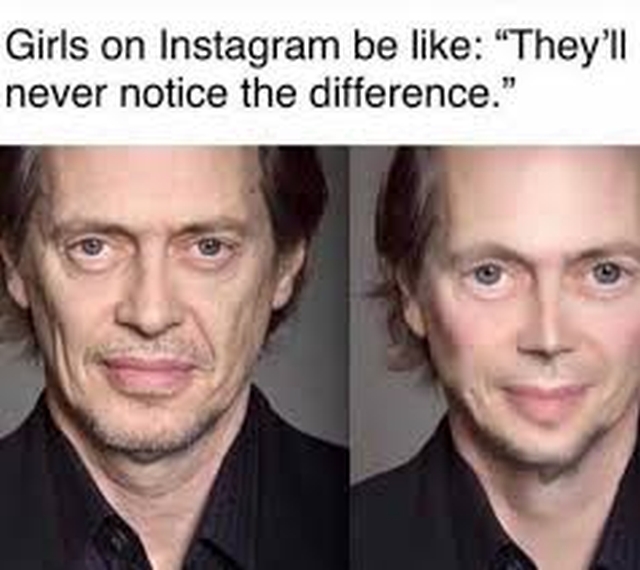 Girls on Instagram be like: “They’ll
never notice the difference.”